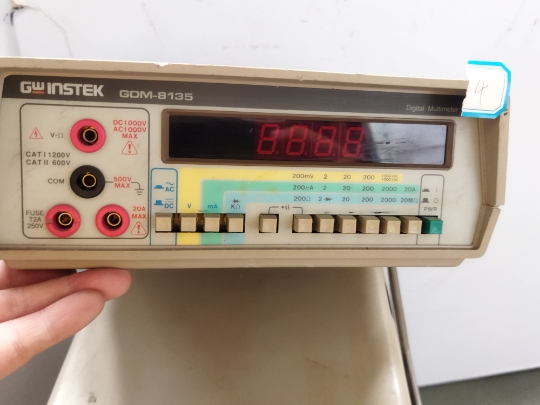 GW INSTEK GDM-8135
Digital Multimeter
4
8888
V-Ω
DC1000V
AC1000V
MAX
CAT I 1200V
CAT II 600V
COM
500V
MAX
FUSE
T2A
250V
20A
MAX
AC
DC
V
mA
KΩ
200mV 2 20 200
200μA 2 20 200 2000 20A
200Ω 2 20 200 2000 20MΩ
PWR